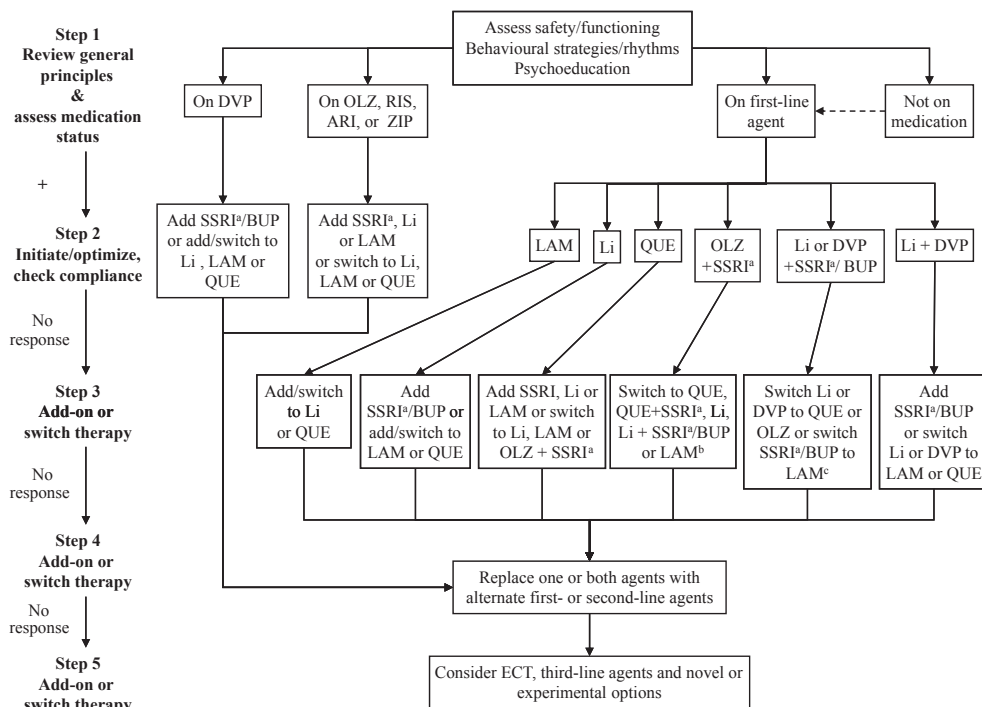 Step 1
Review general
principles
&
assess medication
status
+
Step 2
Initiate/optimize,
check compliance
No
response
Step 3
Add-on or
switch therapy
No
response
Step 4
Add-on or
switch therapy
No
response
Step 5
Add-on or
switch therapy
Assess safety/functioning
Behavioural strategies/rhythms
Psychoeducation
On DVP
On OLZ, RIS,
ARI, or ZIP
On first-line
agent
Not on
medication
Add SSRIᵃ/BUP
or add/switch to
Li , LAM or
QUE
Add SSRIᵃ, Li
or LAM
or switch to Li,
LAM or QUE
LAM
Li
QUE
OLZ
+SSRIᵃ
Li or DVP
+SSRIᵃ/ BUP
Li + DVP
Add/switch
to Li
or QUE
Add
SSRIᵃ/BUP or
add/switch to
LAM or QUE
Add SSRI, Li or
LAM or switch
to Li, LAM or
OLZ + SSRIᵃ
Switch to QUE,
QUE+SSRIᵃ, Li,
Li + SSRIᵃ/BUP
or LAMᵇ
Switch Li or
DVP to QUE or
OLZ or switch
SSRIᵃ/BUP to
LAMᶜ
Add
SSRIᵃ/BUP
or switch
Li or DVP to
LAM or QUE
Replace one or both agents with
alternate first- or second-line agents
Consider ECT, third-line agents and novel or
experimental options